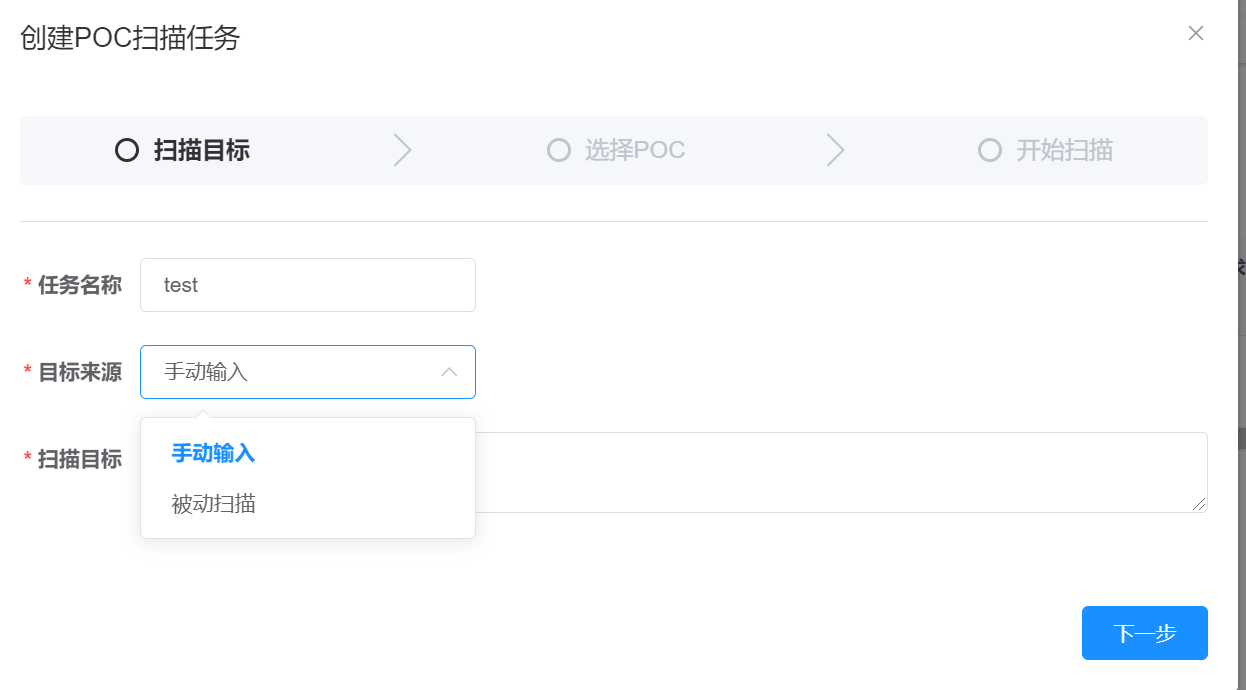 创建POC扫描任务
扫描目标 选择POC 开始扫描
* 任务名称 test
* 目标来源 手动输入
* 扫描目标
手动输入
被动扫描
下一步